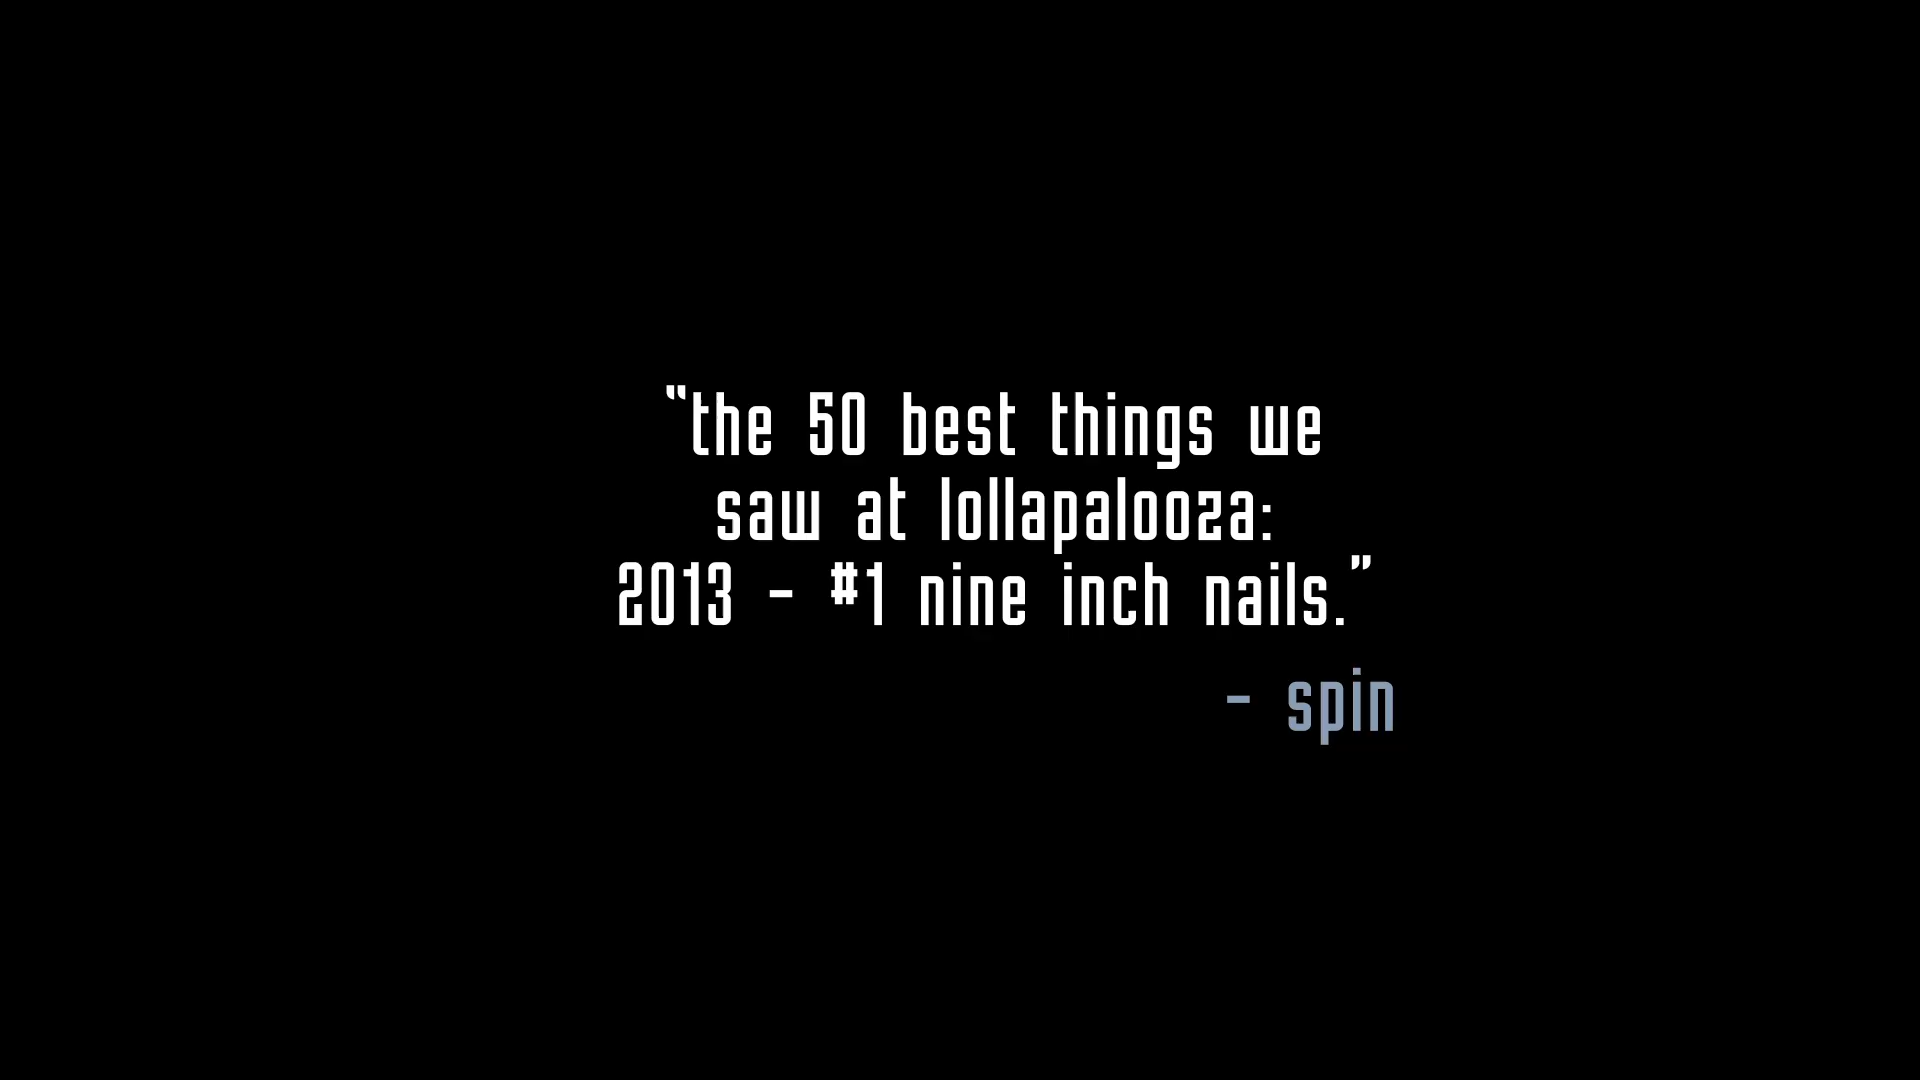 “the 50 best things we
saw at lollapalooza:
2013 - #1 nine inch nails.”
- spin